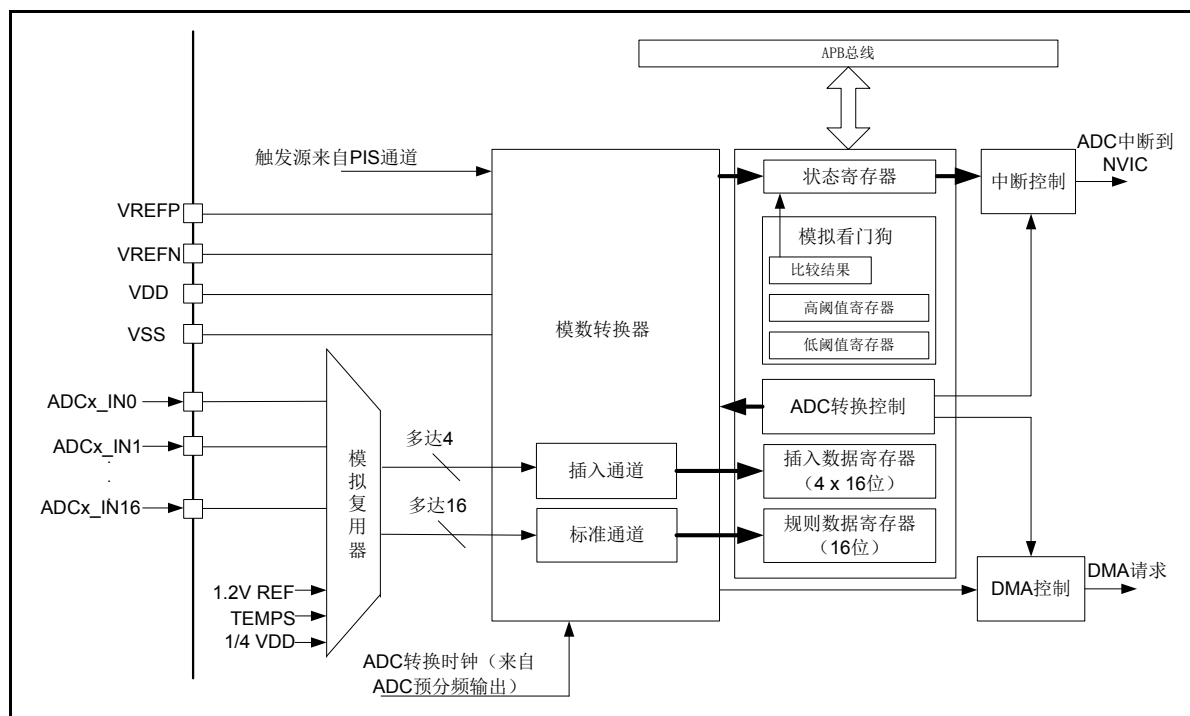 APB总线
触发源来自PIS通道
VREFP
VREFN
VDD
VSS
ADCx_IN0
ADCx_IN1
.
.
.
ADCx_IN16
1.2V REF
TEMPS
1/4 VDD
模拟复用器
多达4
多达16
ADC转换时钟（来自
ADC预分频输出）
模数转换器
插入通道
标准通道
状态寄存器
模拟看门狗
比较结果
高阈值寄存器
低阈值寄存器
ADC转换控制
插入数据寄存器
（4 x 16位）
规则数据寄存器
（16位）
中断控制
ADC中断到
NVIC
DMA控制
DMA请求